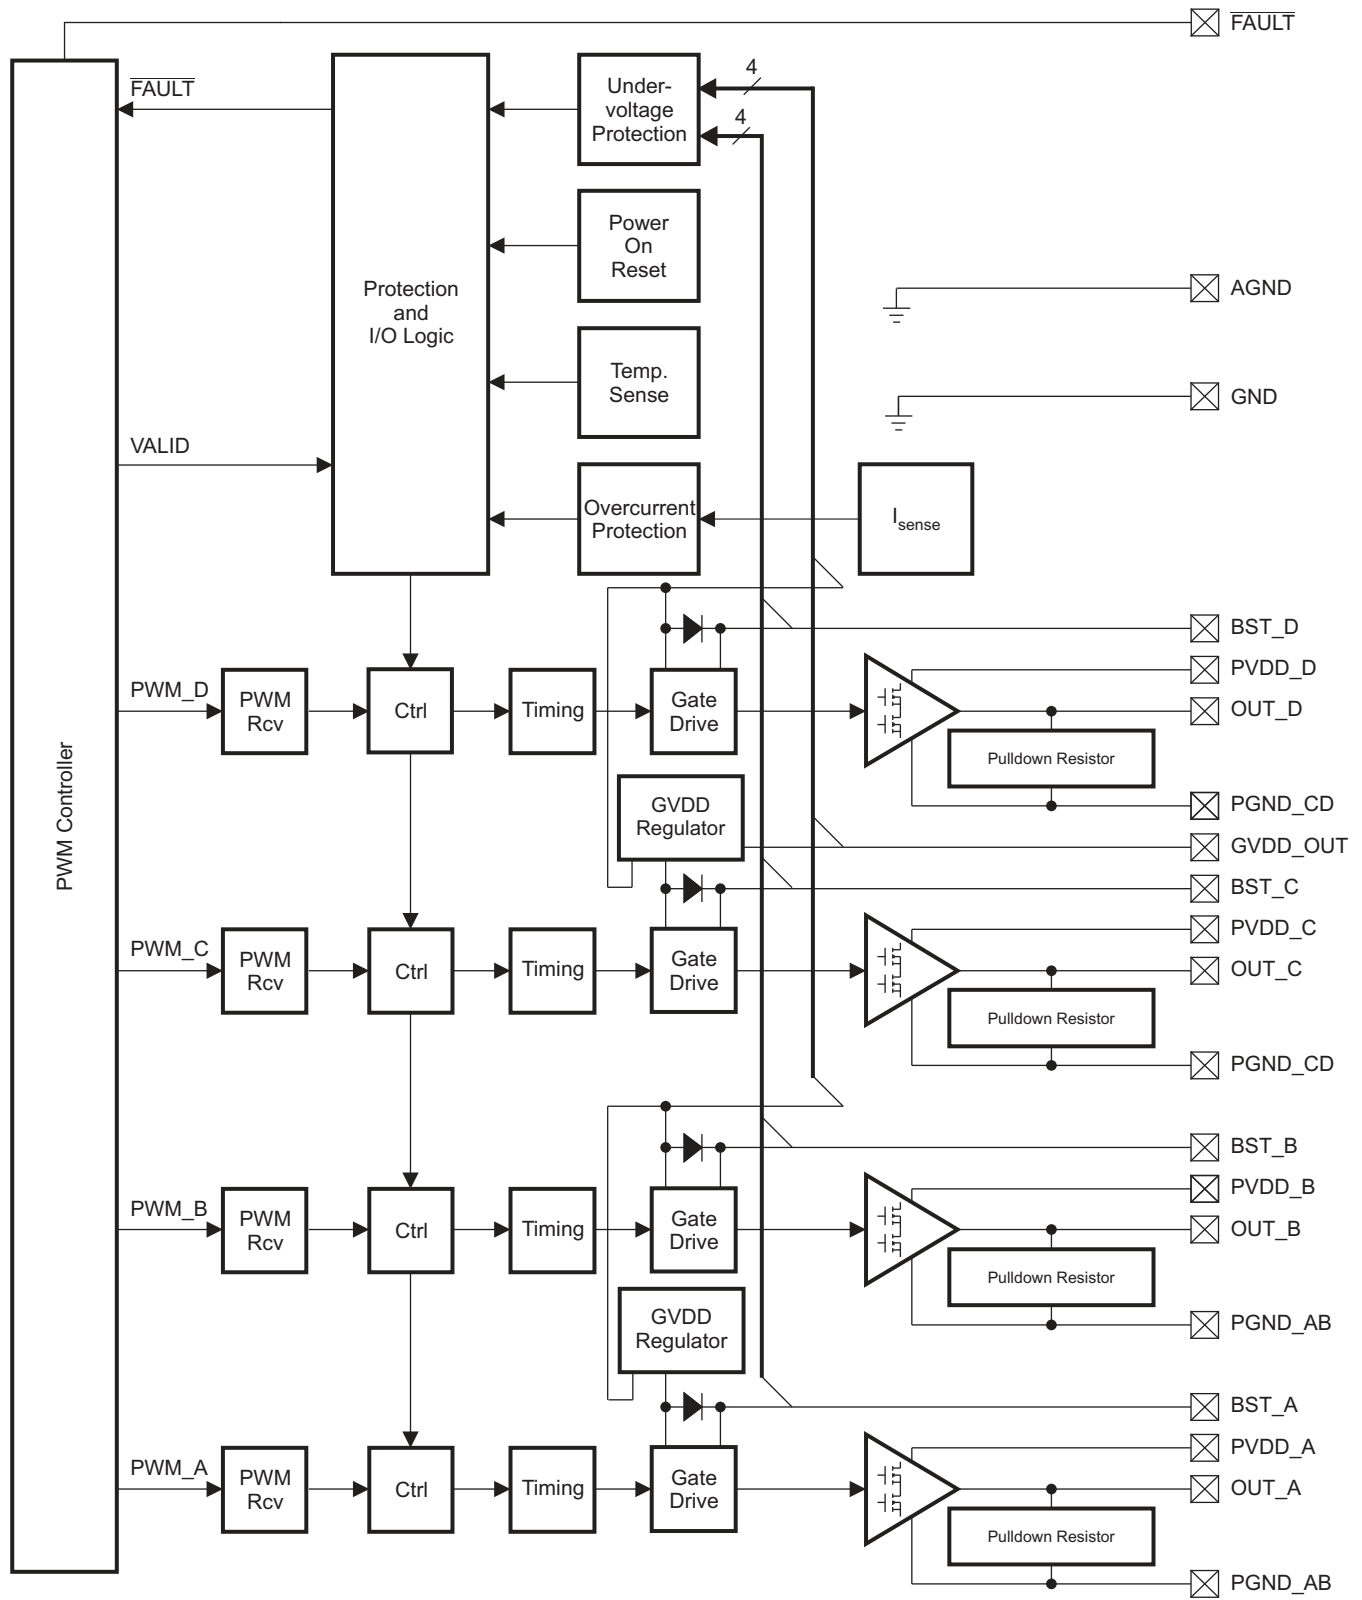 FAULT
FAULT
Under-
voltage
Protection
4
4
Power
On
Reset
AGND
Protection
and
I/O Logic
Temp.
Sense
GND
VALID
Overcurrent
Protection
Isense
BST_D
PVDD_D
PWM_D
PWM
Rcv
Ctrl
Timing
Gate
Drive
OUT_D
Pulldown Resistor
PWM Controller
GVDD
Regulator
PGND_CD
GVDD_OUT
BST_C
PVDD_C
PWM_C
PWM
Rcv
Ctrl
Timing
Gate
Drive
OUT_C
Pulldown Resistor
PGND_CD
BST_B
PVDD_B
PWM_B
PWM
Rcv
Ctrl
Timing
Gate
Drive
OUT_B
Pulldown Resistor
GVDD
Regulator
PGND_AB
BST_A
PVDD_A
PWM_A
PWM
Rcv
Ctrl
Timing
Gate
Drive
OUT_A
Pulldown Resistor
PGND_AB